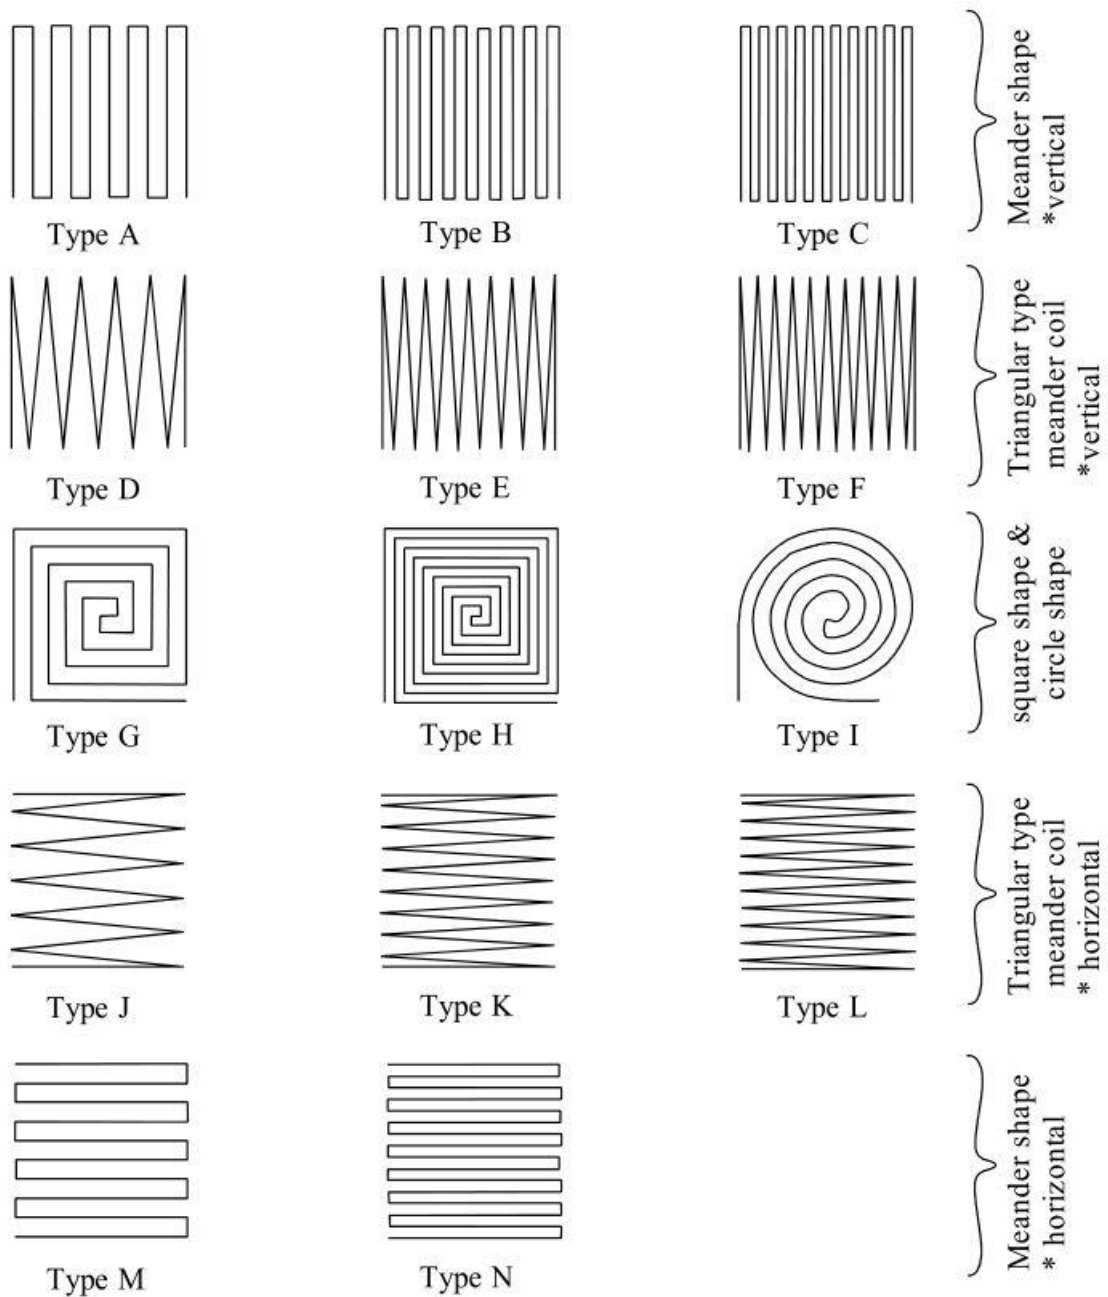 Type A
Type B
Type C
Meander shape
*vertical
Type D
Type E
Type F
Triangular type
meander coil
*vertical
Type G
Type H
Type I
square shape &
circle shape
Type J
Type K
Type L
Triangular type
meander coil
* horizontal
Type M
Type N
Meander shape
* horizontal